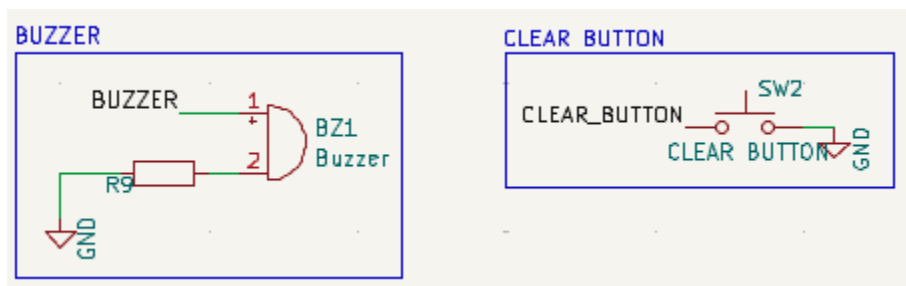 BUZZER
BUZZER
1
+
BZ1
Buzzer
2
R9
GND
CLEAR BUTTON
SW2
CLEAR_BUTTON
CLEAR BUTTON
GND